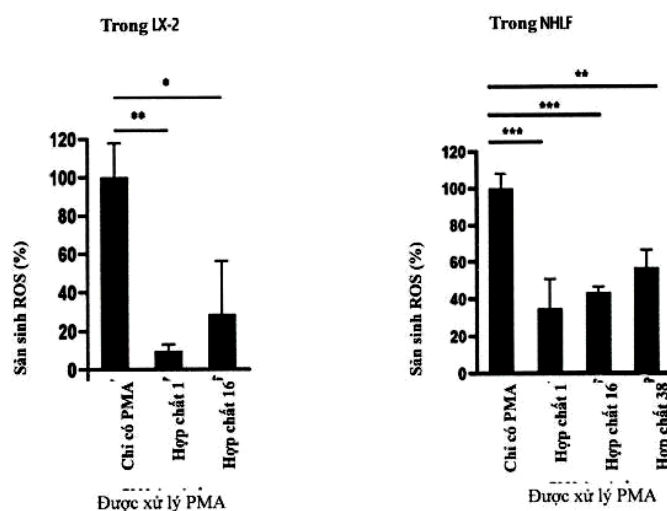 Trong LX-2
*
**
120
100
80
60
40
20
0
Sản sinh ROS (%)
Chỉ có PMA
Hợp chất 1
Hợp chất 16
Được xử lý PMA
Trong NHLF
**
***
***
120
100
80
60
40
20
0
Sản sinh ROS (%)
Chỉ có PMA
Hợp chất 1
Hợp chất 16
Hợp chất 38
Được xử lý PMA